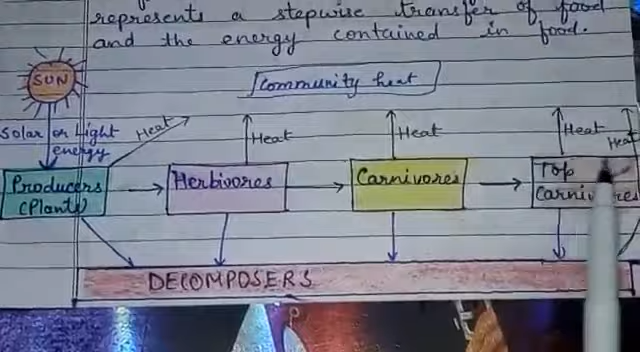 represents a stepwise transfer of food
and the energy contained in food.
Community heat
SUN
Solar or Light
energy
Heat
Heat
Heat
Heat
Heat
Producers
(Plants)
Herbivores
Carnivores
Top
Carnivores
DECOMPOSERS